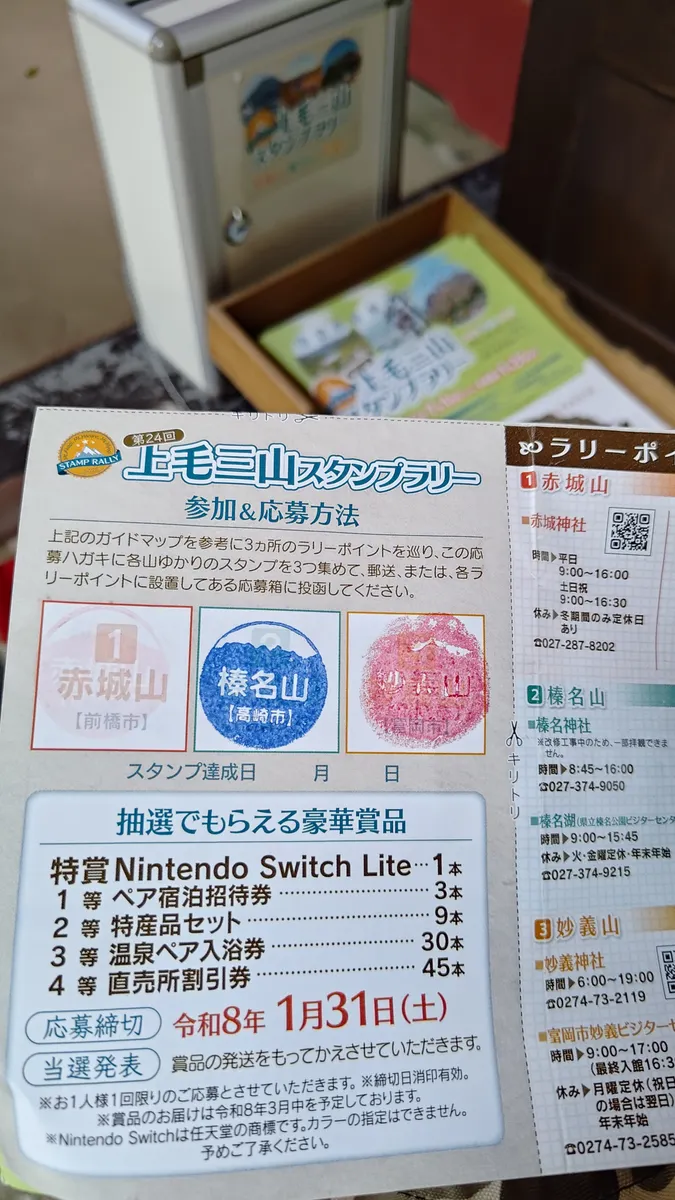 上毛三山
スタンプラリー
上毛三山
スタンプラリー
キリトリ
STAMP RALLY
第24回
上毛三山スタンプラリー
参加&応募方法
上記のガイドマップを参考に3ヵ所のラリーポイントを巡り、この応
募ハガキに各山ゆかりのスタンプを3つ集めて、郵送、または、各ラ
リーポイントに設置してある応募箱に投函してください。
1
赤城山
【前橋市】
榛名山
【高崎市】
妙義山
スタンプ達成日 月 日
抽選でもらえる豪華賞品
特賞 Nintendo Switch Lite…1本
1等 ペア宿泊招待券…3本
2等 特産品セット…9本
3等 温泉ペア入浴券…30本
4等 直売所割引券…45本
応募締切 令和8年 1月31日(土)
当選発表 賞品の発送をもってかえさせていただきます。
※お1人様1回限りのご応募とさせていただきます。※締切日消印有効。
※賞品のお届けは令和8年3月中を予定しております。
※Nintendo Switchは任天堂の商標です。カラーの指定はできません。
予めご了承ください。
キリトリ
ラリーポイ
1 赤城山
■赤城神社
時間▶平日
9:00~16:00
土日祝
9:00~16:30
休み▶冬期間のみ定休日
あり
☎027-287-8202
2 榛名山
■榛名神社
※改修工事中のため、一部拝観できま
せん。
時間▶8:45~16:00
☎027-374-9050
■榛名湖(県立榛名公園ビジターセンタ
時間▶9:00~15:45
休み▶火・金曜定休・年末年始
☎027-374-9215
3 妙義山
■妙義神社
時間▶6:00~19:00
☎0274-73-2119
■富岡市妙義ビジターセ
時間▶9:00~17:00
(最終入館16:3
休み▶月曜定休(祝日
の場合は翌日)
年末年始
☎0274-73-2585